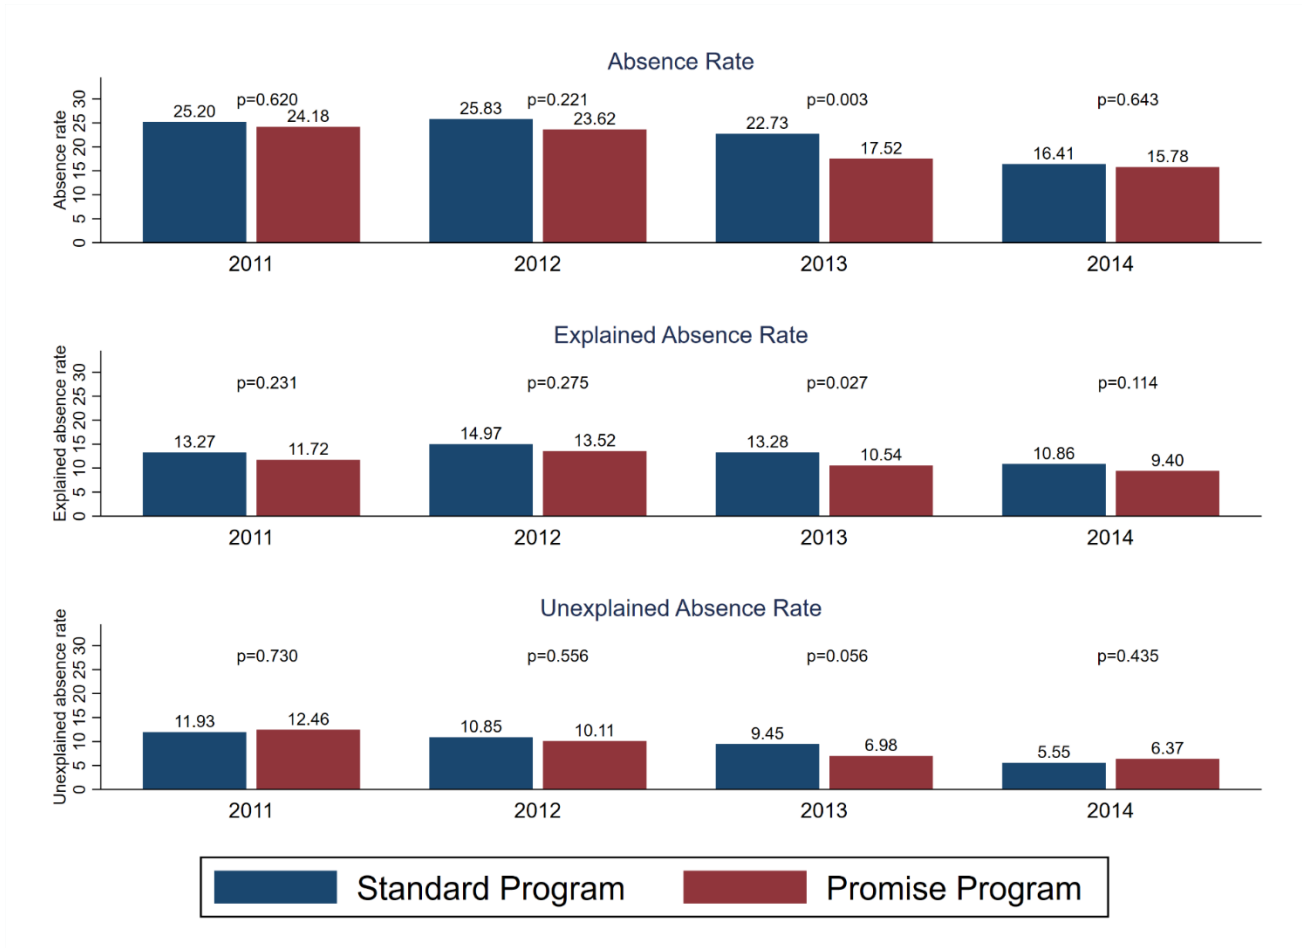 Absence Rate
Absence rate
0 5 10 15 20 25 30
p=0.620 p=0.221 p=0.003 p=0.643
25.20 24.18 25.83 23.62 22.73 17.52 16.41 15.78
2011 2012 2013 2014
Explained Absence Rate
Explained absence rate
0 5 10 15 20 25 30
p=0.231 p=0.275 p=0.027 p=0.114
13.27 11.72 14.97 13.52 13.28 10.54 10.86 9.40
2011 2012 2013 2014
Unexplained Absence Rate
Unexplained absence rate
0 5 10 15 20 25 30
p=0.730 p=0.556 p=0.056 p=0.435
11.93 12.46 10.85 10.11 9.45 6.98 5.55 6.37
2011 2012 2013 2014
Standard Program Promise Program